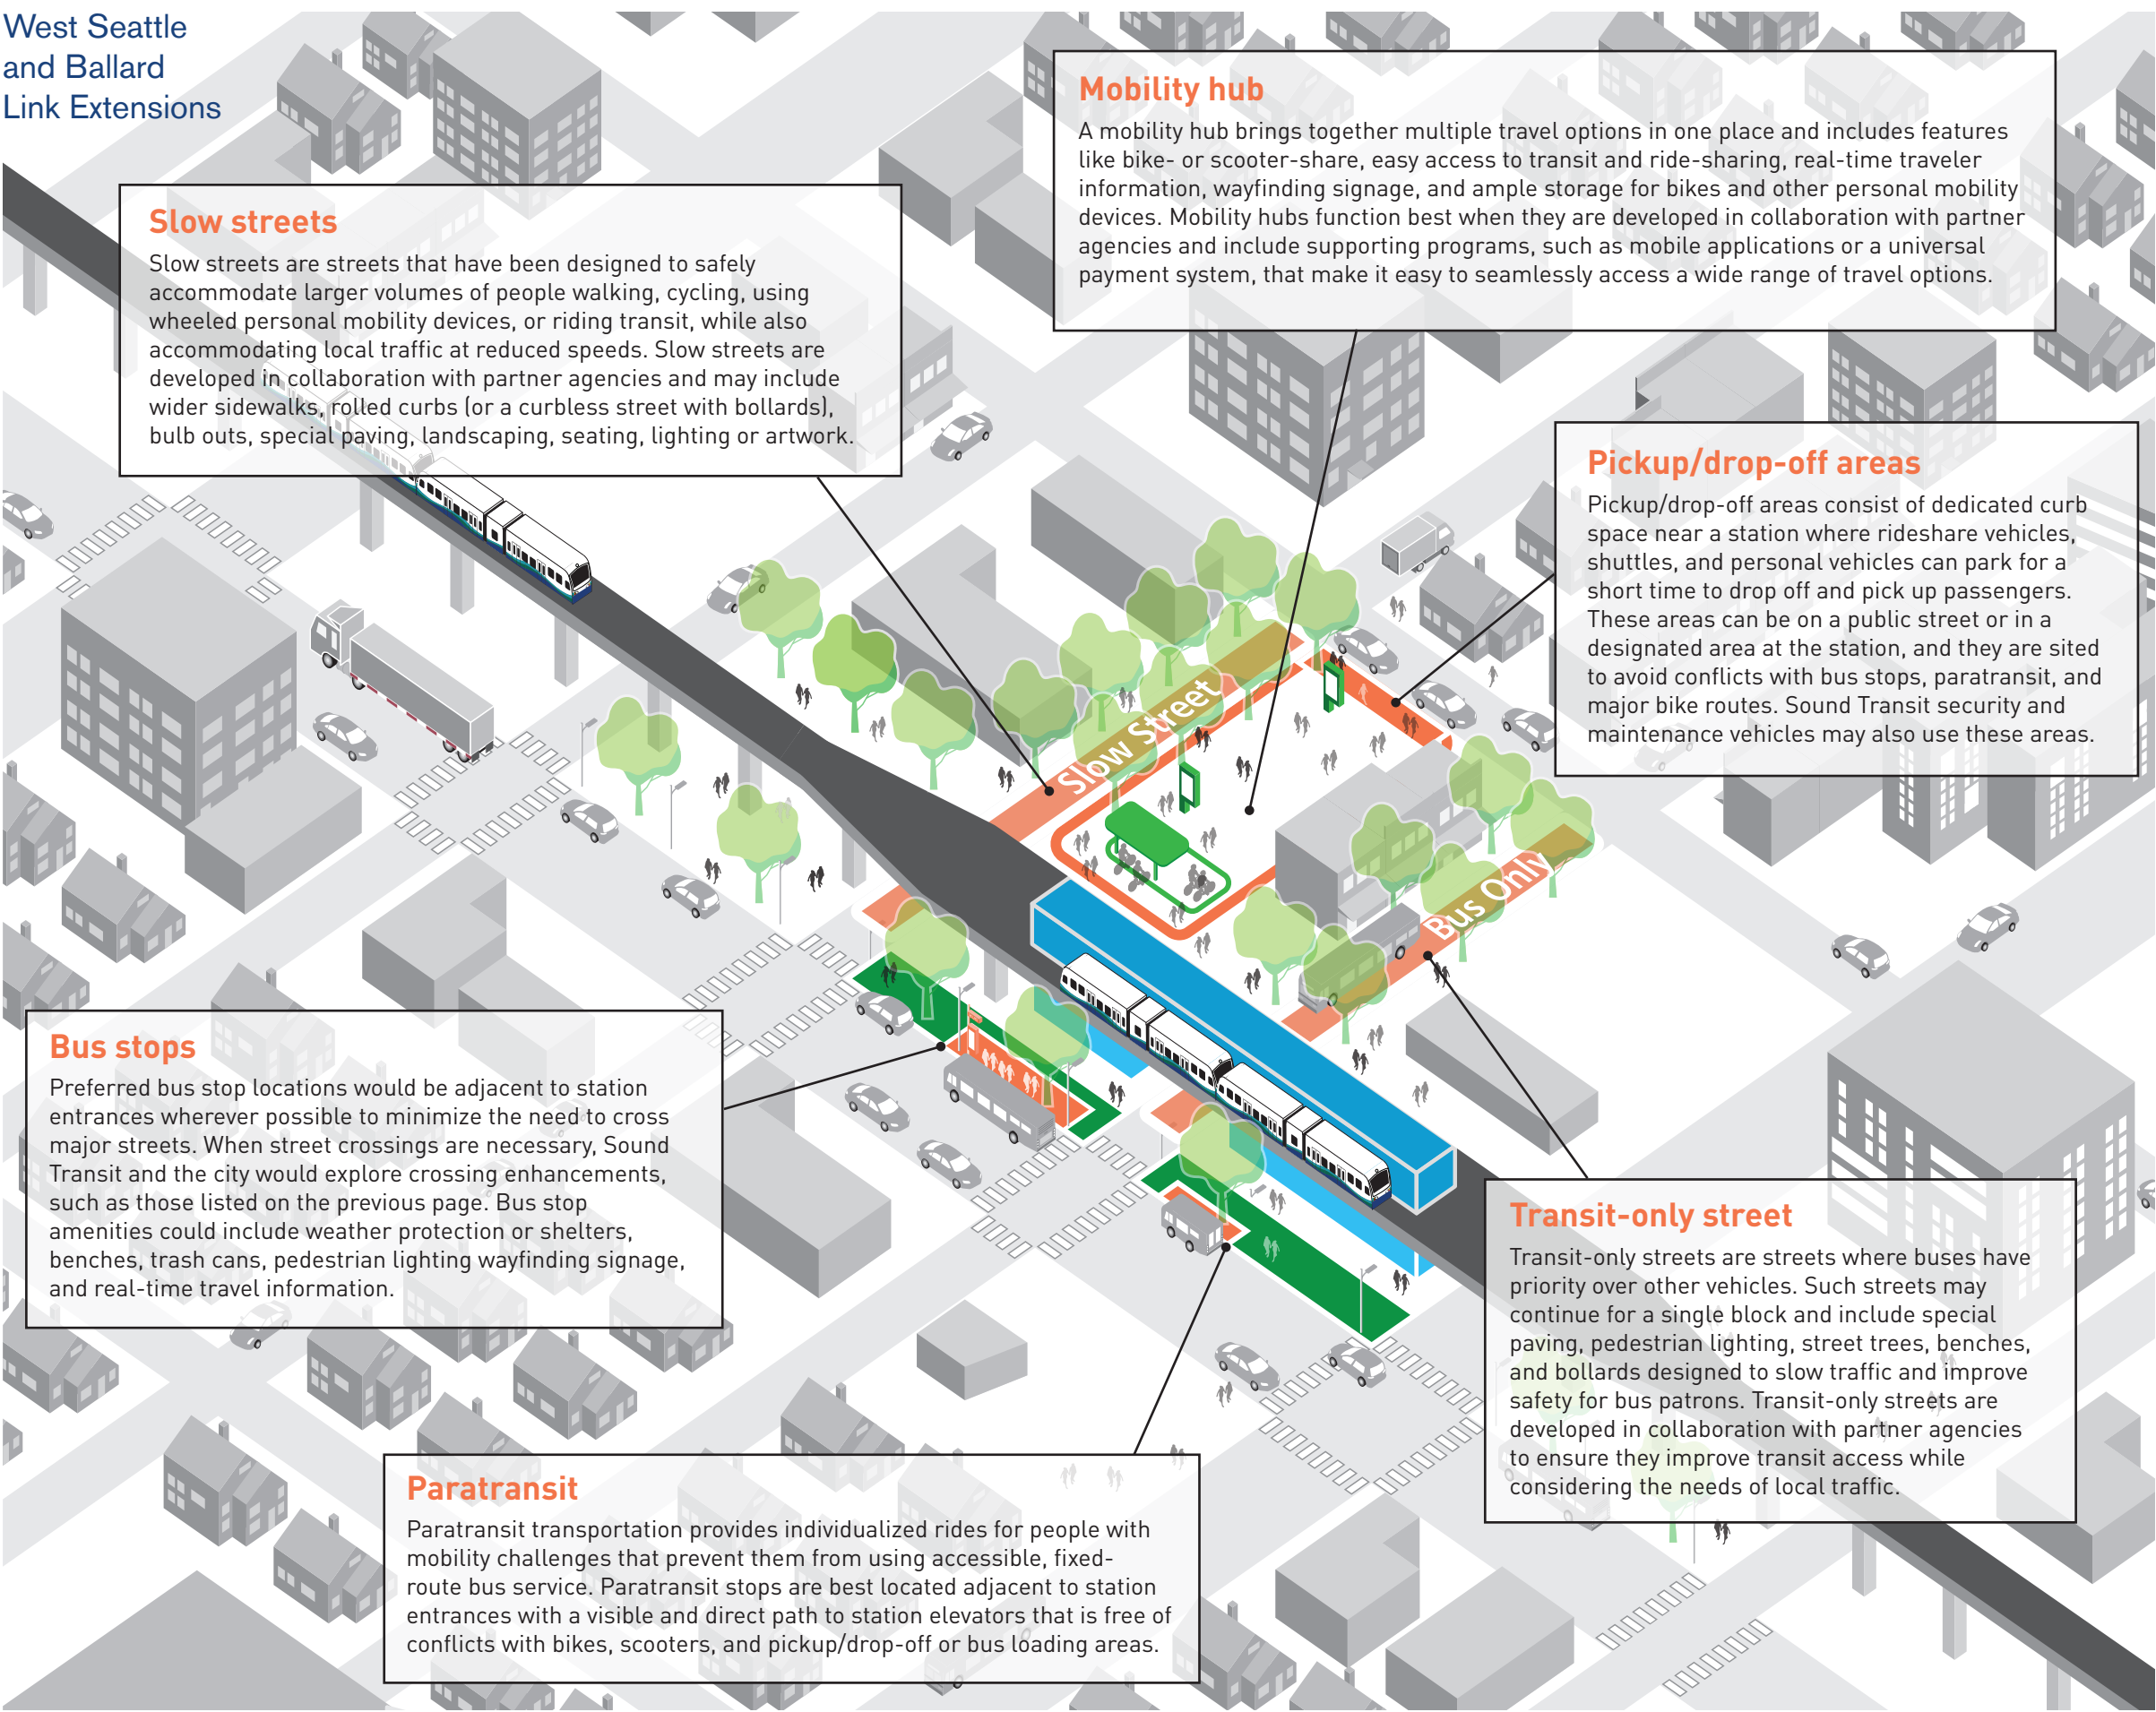 West Seattle
and Ballard
Link Extensions
Mobility hub
A mobility hub brings together multiple travel options in one place and includes features
like bike- or scooter-share, easy access to transit and ride-sharing, real-time traveler
information, wayfinding signage, and ample storage for bikes and other personal mobility
devices. Mobility hubs function best when they are developed in collaboration with partner
agencies and include supporting programs, such as mobile applications or a universal
payment system, that make it easy to seamlessly access a wide range of travel options.
Slow streets
Slow streets are streets that have been designed to safely
accommodate larger volumes of people walking, cycling, using
wheeled personal mobility devices, or riding transit, while also
accommodating local traffic at reduced speeds. Slow streets are
developed in collaboration with partner agencies and may include
wider sidewalks, rolled curbs (or a curbless street with bollards),
bulb outs, special paving, landscaping, seating, lighting or artwork.
Pickup/drop-off areas
Pickup/drop-off areas consist of dedicated curb
space near a station where rideshare vehicles,
shuttles, and personal vehicles can park for a
short time to drop off and pick up passengers.
These areas can be on a public street or in a
designated area at the station, and they are sited
to avoid conflicts with bus stops, paratransit, and
major bike routes. Sound Transit security and
maintenance vehicles may also use these areas.
Slow Street
Bus Only
Bus stops
Preferred bus stop locations would be adjacent to station
entrances wherever possible to minimize the need to cross
major streets. When street crossings are necessary, Sound
Transit and the city would explore crossing enhancements,
such as those listed on the previous page. Bus stop
amenities could include weather protection or shelters,
benches, trash cans, pedestrian lighting wayfinding signage,
and real-time travel information.
Transit-only street
Transit-only streets are streets where buses have
priority over other vehicles. Such streets may
continue for a single block and include special
paving, pedestrian lighting, street trees, benches,
and bollards designed to slow traffic and improve
safety for bus patrons. Transit-only streets are
developed in collaboration with partner agencies
to ensure they improve transit access while
considering the needs of local traffic.
Paratransit
Paratransit transportation provides individualized rides for people with
mobility challenges that prevent them from using accessible, fixed-
route bus service. Paratransit stops are best located adjacent to station
entrances with a visible and direct path to station elevators that is free of
conflicts with bikes, scooters, and pickup/drop-off or bus loading areas.